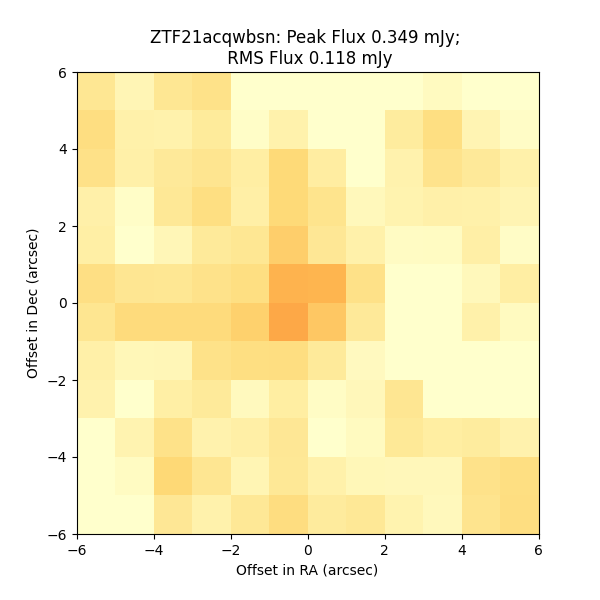 ZTF21acqwbsn: Peak Flux 0.349 mJy;
RMS Flux 0.118 mJy
6
4
2
0
−2
−4
−6
Offset in Dec (arcsec)
−6 −4 −2 0 2 4 6
Offset in RA (arcsec)